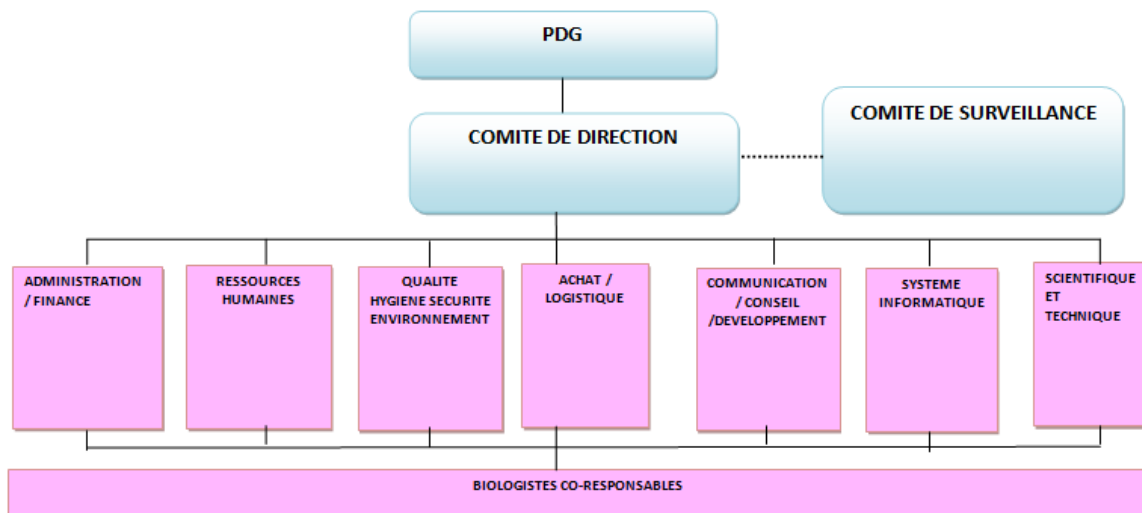 PDG
COMITE DE DIRECTION
COMITE DE SURVEILLANCE
ADMINISTRATION
/ FINANCE
RESSOURCES
HUMAINES
QUALITE
HYGIENE SECURITE
ENVIRONNEMENT
ACHAT /
LOGISTIQUE
COMMUNICATION
/ CONSEIL
/DEVELOPPEMENT
SYSTEME
INFORMATIQUE
SCIENTIFIQUE
ET
TECHNIQUE
BIOLOGISTES CO-RESPONSABLES